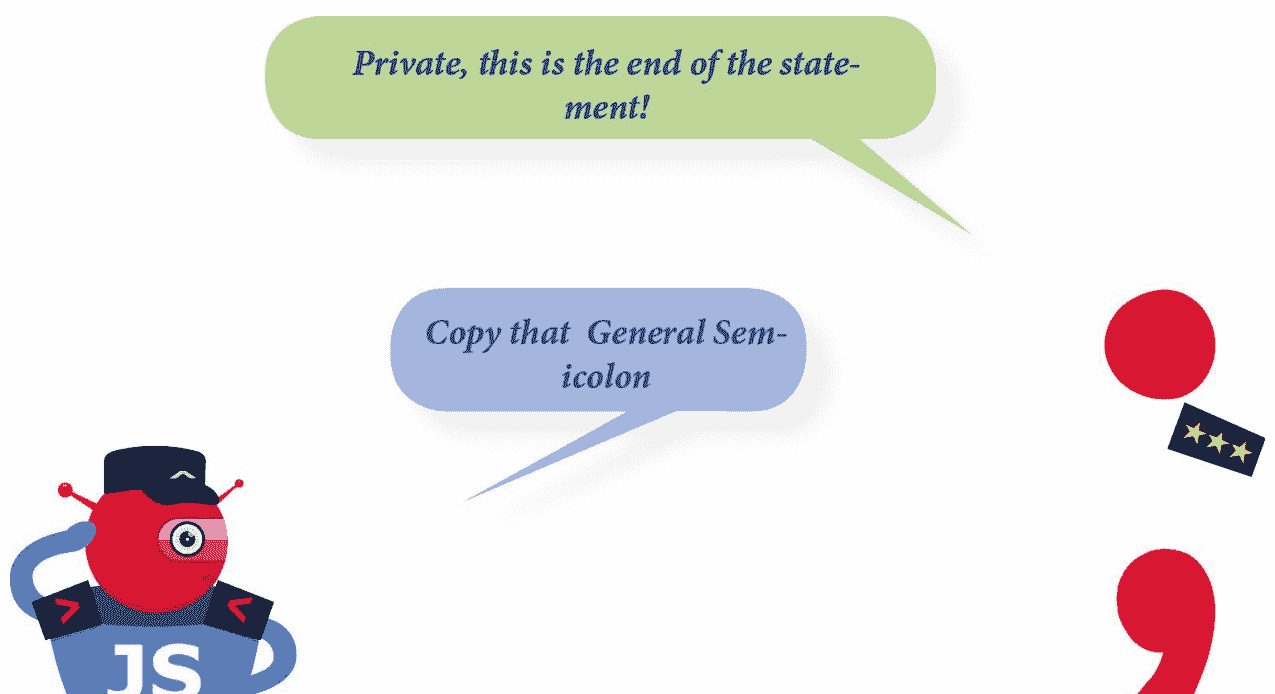 Private, this is the end of the state-
ment!
Copy that  General Sem-
icolon
JS